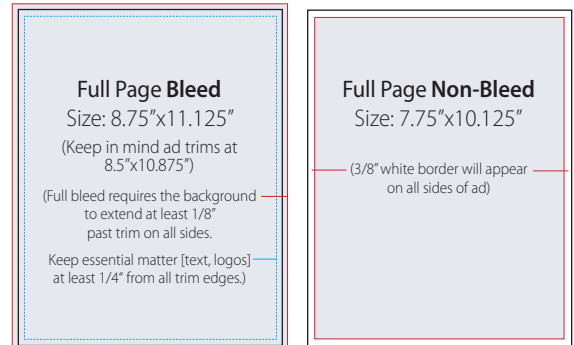 Full Page Bleed
Size: 8.75”x11.125”
(Keep in mind ad trims at
8.5”x10.875”)
(Full bleed requires the background
to extend at least 1/8”
past trim on all sides.
Keep essential matter [text, logos]
at least 1/4” from all trim edges.)
Full Page Non-Bleed
Size: 7.75”x10.125”
(3/8” white border will appear
on all sides of ad)